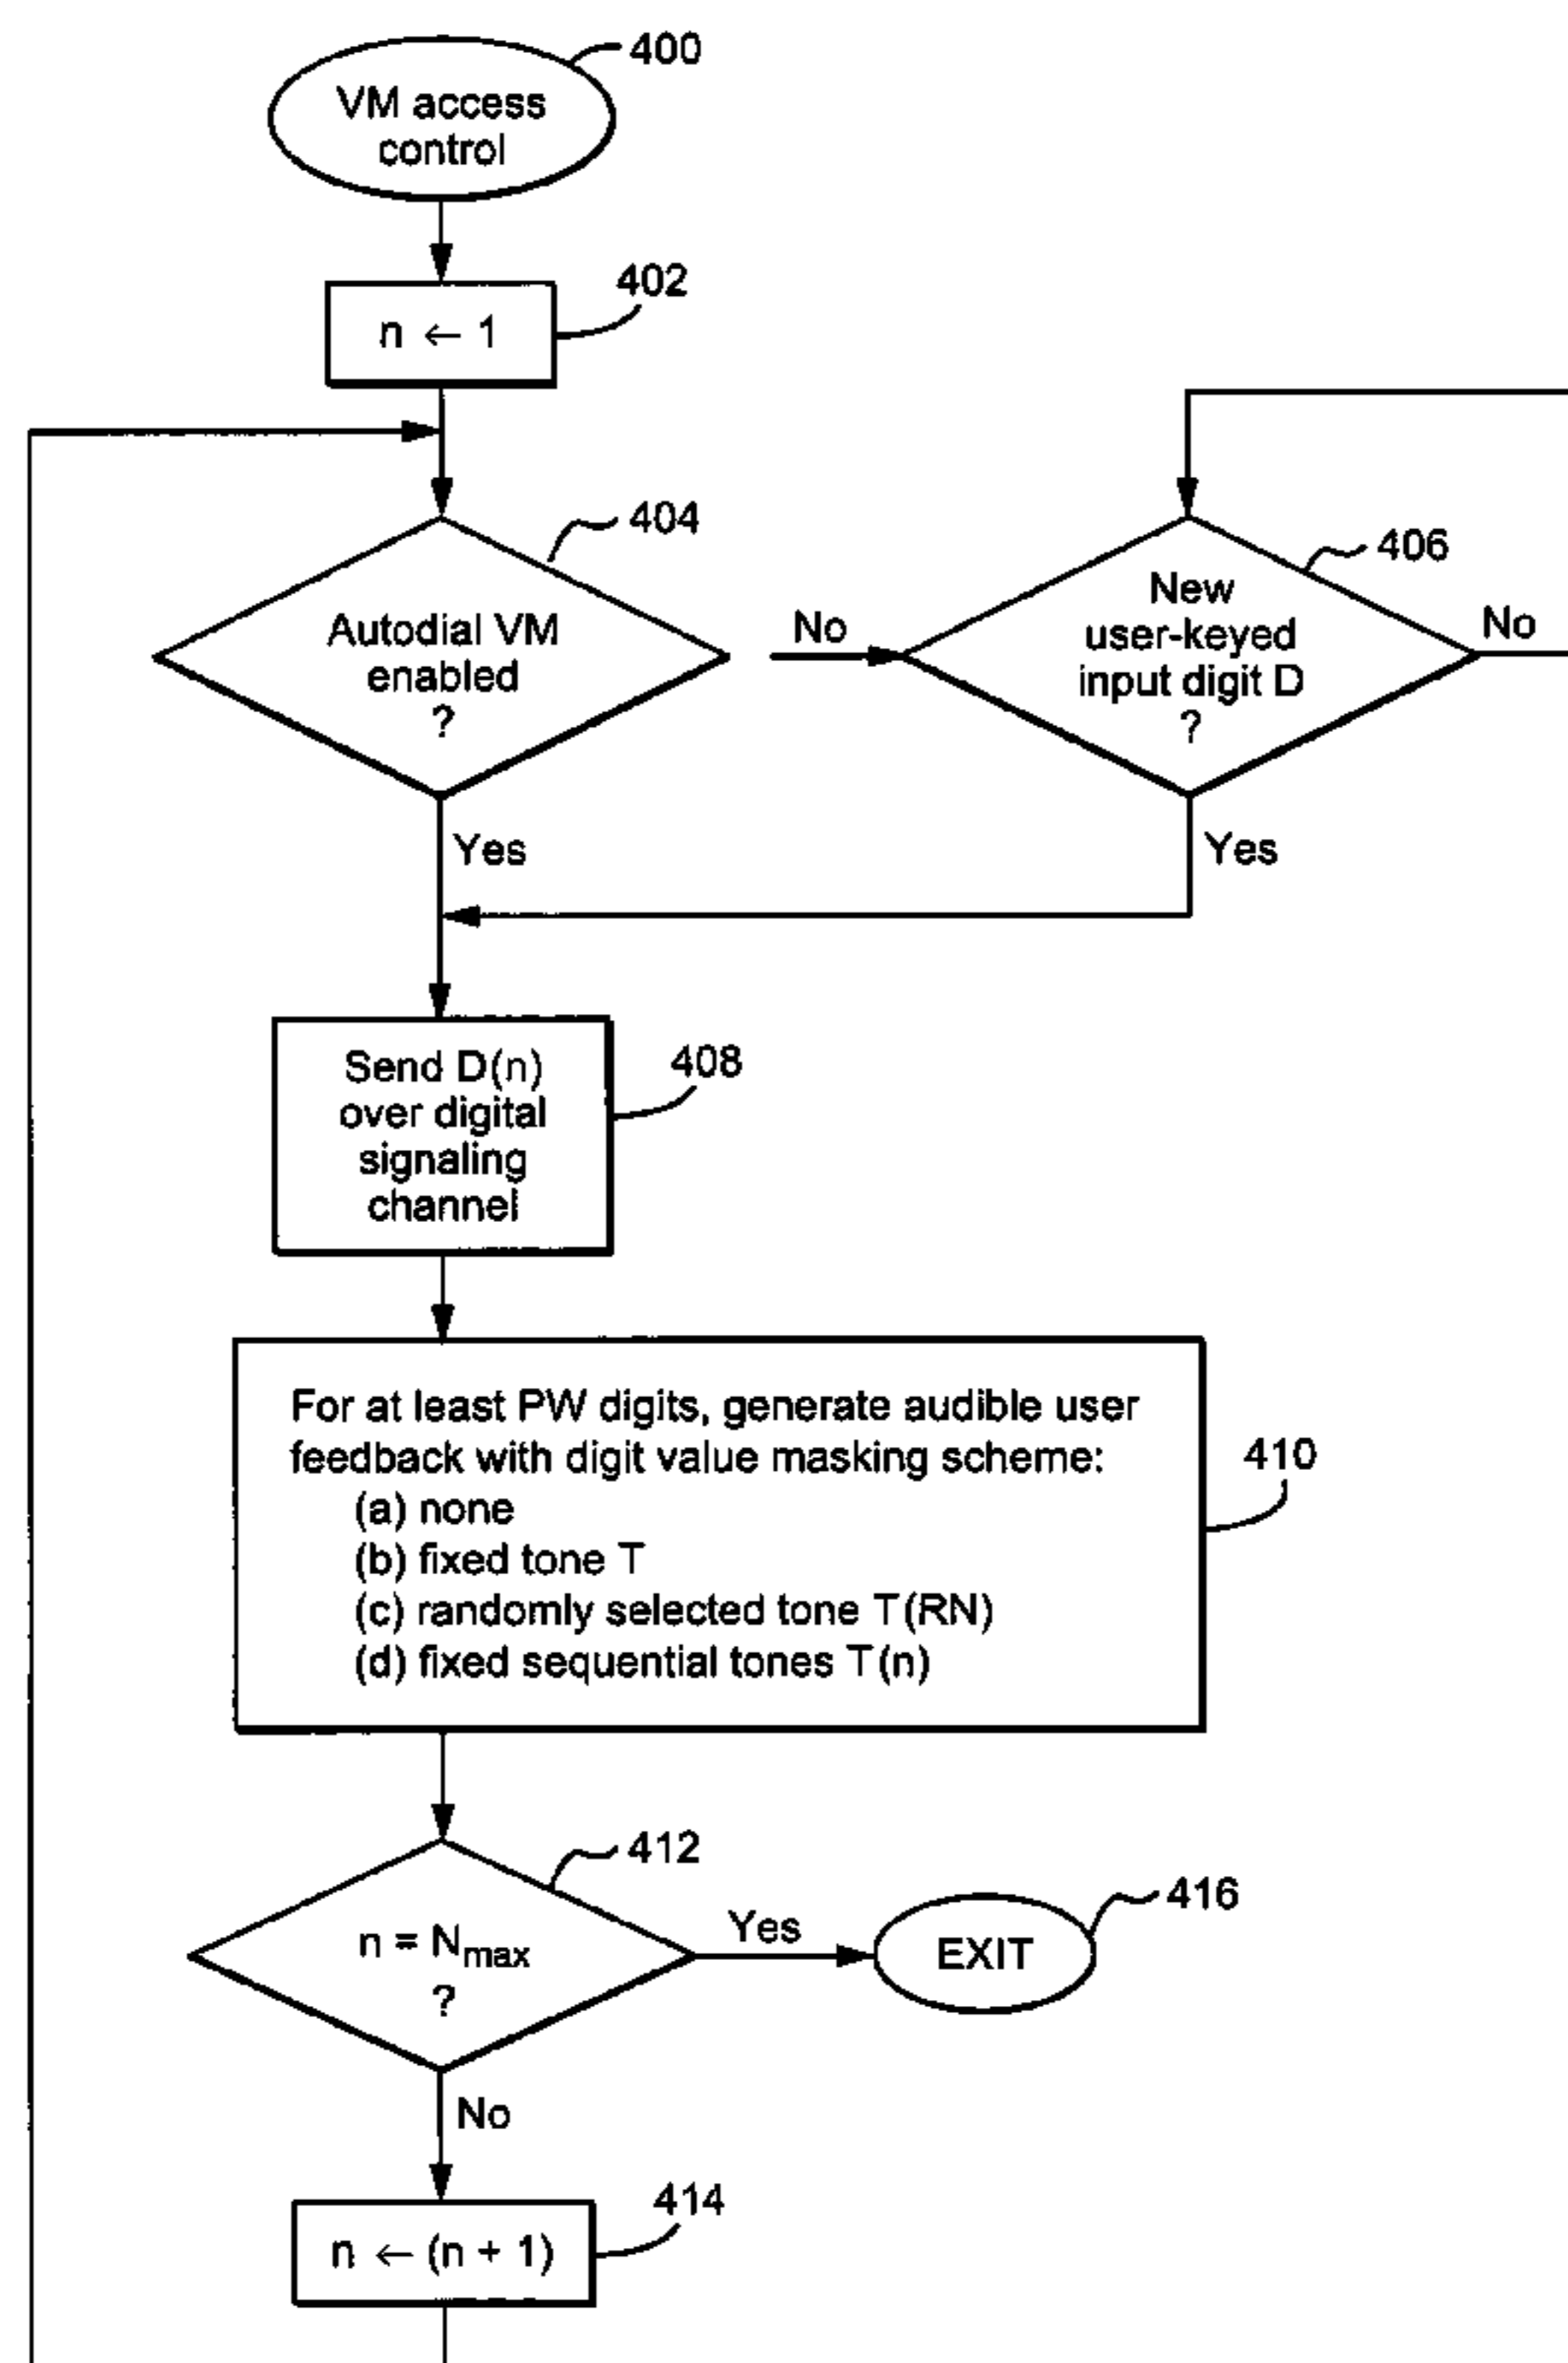 400
VM access
control
402
n ← 1
404
Autodial VM
enabled
?
No
406
New
user-keyed
input digit D
?
No
Yes
Yes
408
Send D(n)
over digital
signaling
channel
410
For at least PW digits, generate audible user
feedback with digit value masking scheme:
(a) none
(b) fixed tone T
(c) randomly selected tone T(RN)
(d) fixed sequential tones T(n)
412
n = Nmax
?
Yes
416
EXIT
No
414
n ← (n + 1)